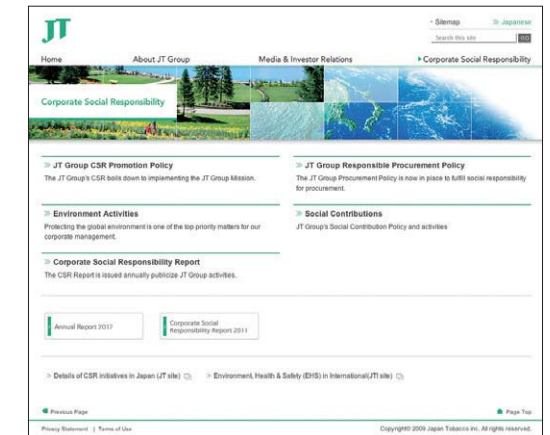 JT
Sitemap
Japanese
Search this site
GO
Home
About JT Group
Media & Investor Relations
Corporate Social Responsibility
Corporate Social Responsibility
JT Group CSR Promotion Policy
The JT Group's CSR boils down to implementing the JT Group Mission.
JT Group Responsible Procurement Policy
The JT Group Procurement Policy is now in place to fulfill social responsibility
for procurement.
Environment Activities
Protecting the global environment is one of the top priority matters for our
corporate management.
Social Contributions
JT Group's Social Contribution Policy and activities
Corporate Social Responsibility Report
The CSR Report is issued annually publicize JT Group activities.
Annual Report 2012
Corporate Social
Responsibility Report 2011
Details of CSR initiatives in Japan (JT site)
Environment, Health & Safety (EHS) in International(JTI site)
Previous Page
Page Top
Privacy Statement | Terms of Use
Copyright© 2009 Japan Tobacco inc. All rights reserved.